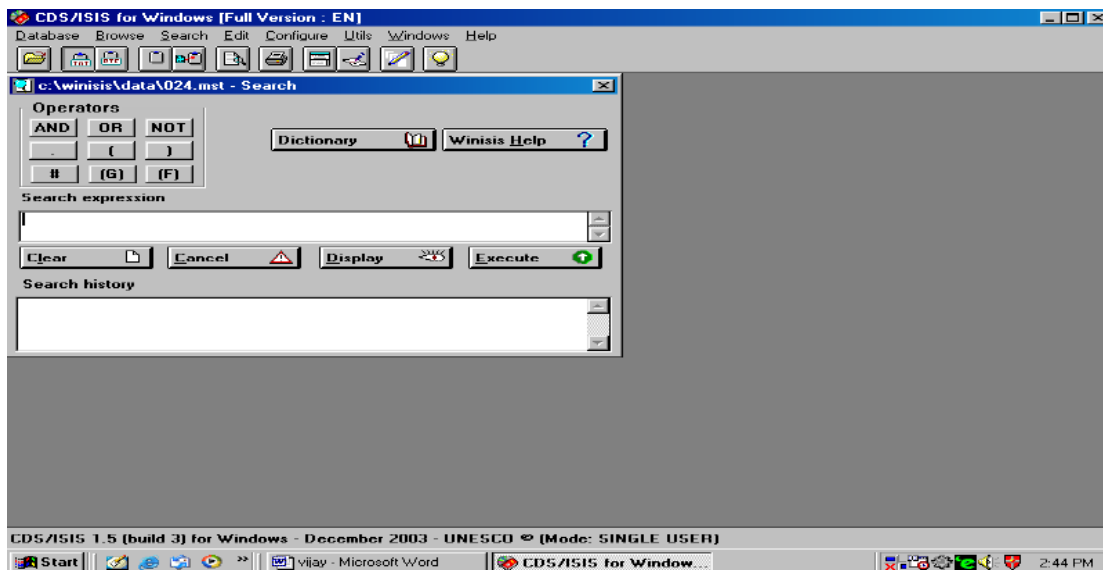 CDS/ISIS for Windows [Full Version : EN]
Database Browse Search Edit Configure Utils Windows Help
c:\winisis\data\024.mst - Search
Operators
AND OR NOT
. ( )
# (G) (F)
Dictionary Winisis Help ?
Search expression
Clear Cancel Display Execute
Search history
CDS/ISIS 1.5 (build 3) for Windows - December 2003 - UNESCO © (Mode: SINGLE USER)
Start » vijay - Microsoft Word CDS/ISIS for Window... 2:44 PM